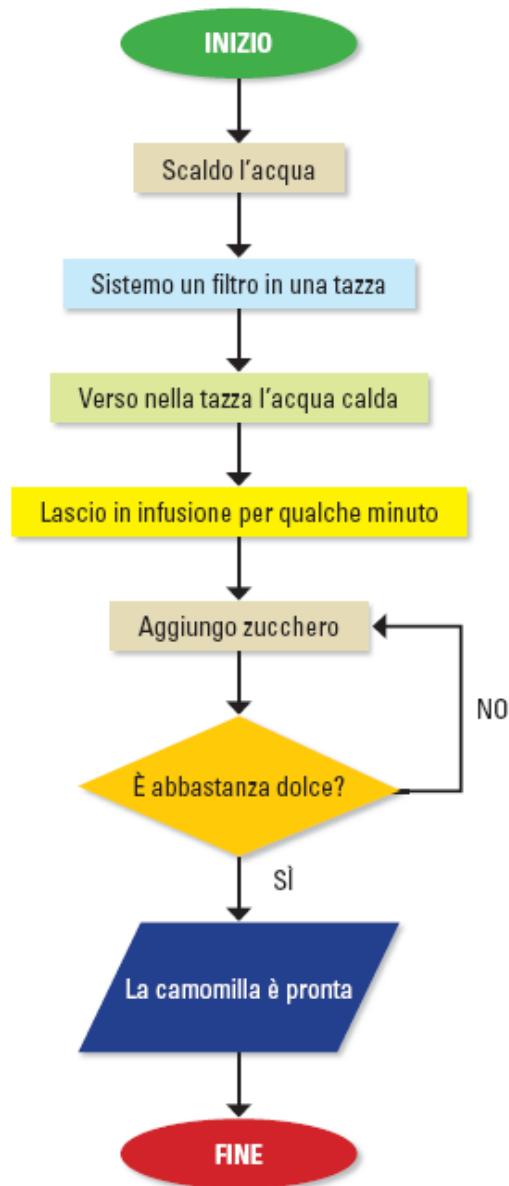 INIZIO
Scaldo l'acqua
Sistemo un filtro in una tazza
Verso nella tazza l'acqua calda
Lascio in infusione per qualche minuto
Aggiungo zucchero
NO
È abbastanza dolce?
SÌ
La camomilla è pronta
FINE